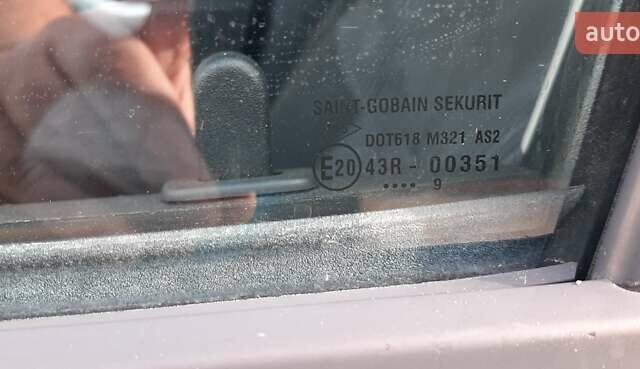 auto
SAINT-GOBAIN SEKURIT
DOT618 M321 AS2
E20 43R - 00351
•••• 9